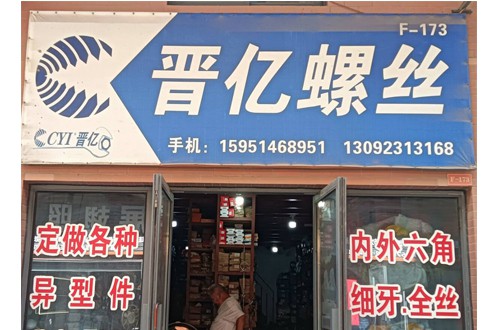 F-173
晋亿螺丝
CYI 晋亿
手机：15951468951 13092313168
F-173
定做各种
异型件
内外六角
细牙.全丝